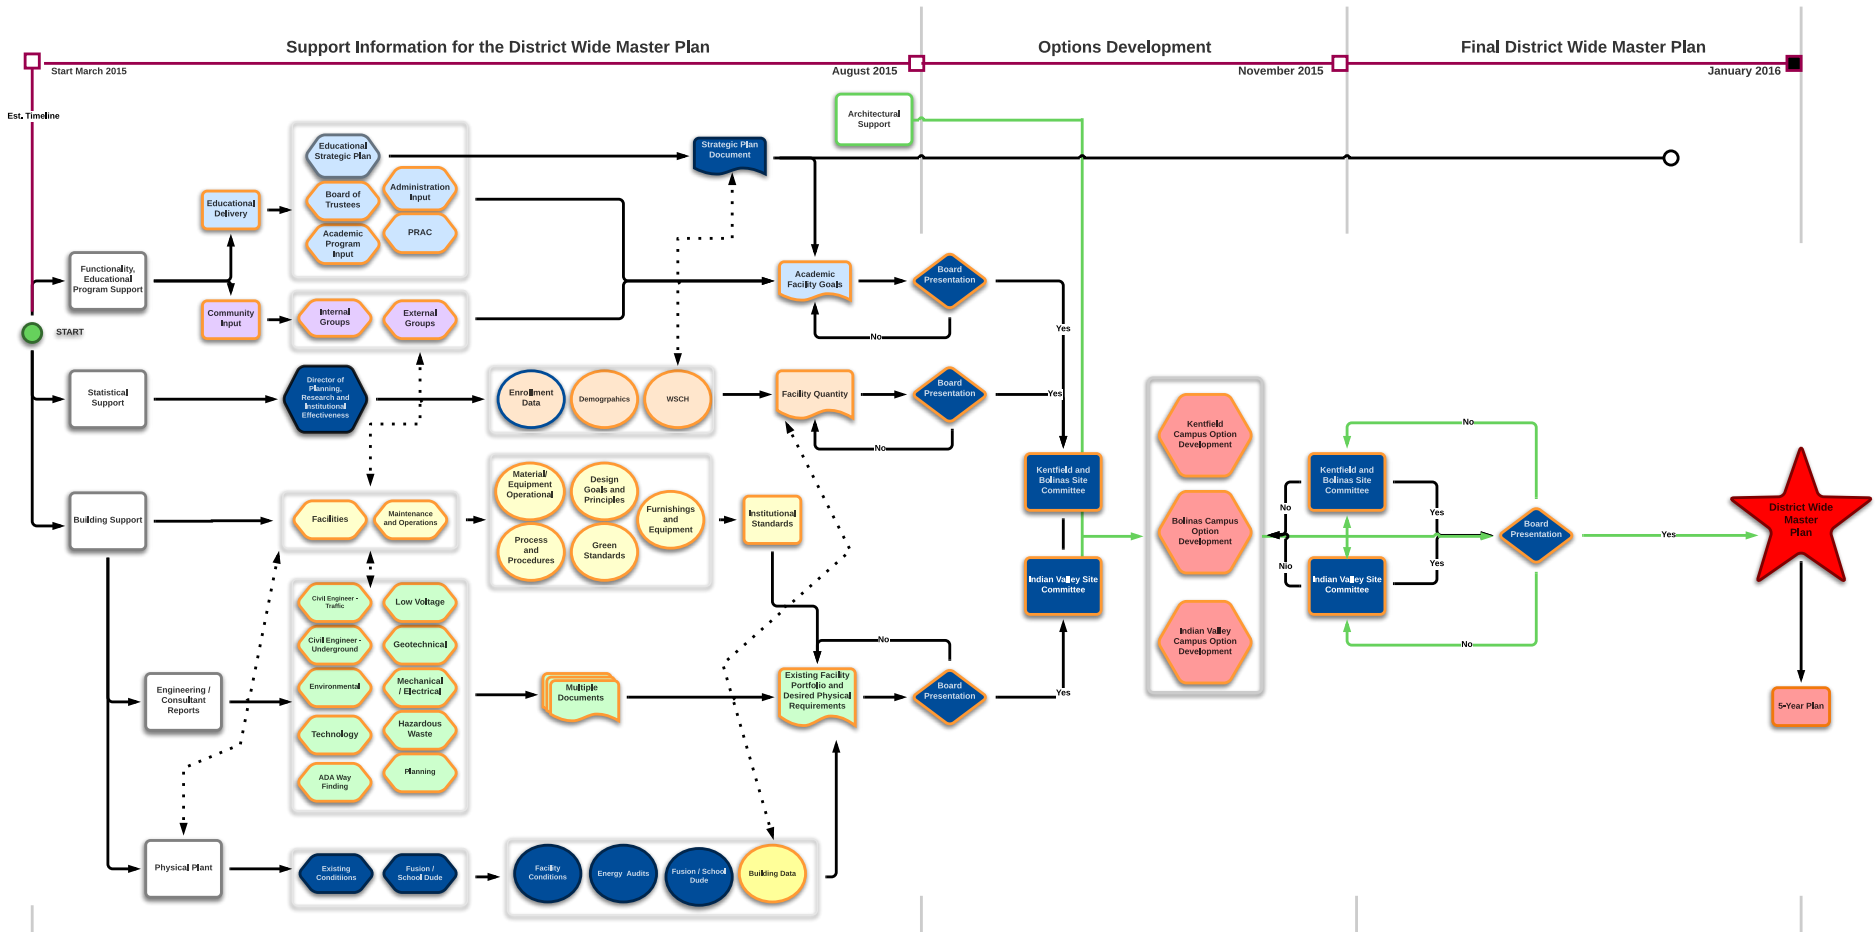 Support Information for the District Wide Master Plan
Options Development
Final District Wide Master Plan
Start March 2015
August 2015
November 2015
January 2016
Est. Timeline
Architectural
Support
Educational
Strategic Plan
Strategic Plan
Document
Board of
Trustees
Administration
Input
Educational
Delivery
Academic
Program
Input
PRAC
Functionality,
Educational
Program Support
Academic
Facility Goals
Board
Presentation
Community
Input
Internal
Groups
External
Groups
START
No
Yes
Statistical
Support
Director of
Planning,
Research and
Institutional
Effectiveness
Enrollment
Data
Demogrpahics
WSCH
Facility Quantity
Board
Presentation
Yes
No
Kentfield
Campus Option
Development
No
Material/
Equipment
Operational
Design
Goals and
Principles
Furnishings
and
Equipment
Process
and
Procedures
Green
Standards
Building Support
Facilities
Maintenance
and Operations
Institutional
Standards
Kentfield and
Bolinas Site
Committee
Bolinas Campus
Option
Development
Kentfield and
Bolinas Site
Committee
No
Yes
Board
Presentation
Yes
District Wide
Master
Plan
Nio
Yes
Indian Valley Site
Committee
Indian Valley Site
Committee
Civil Engineer -
Traffic
Low Voltage
Civil Engineer -
Underground
Geotechnical
No
Indian Valley
Campus Option
Development
No
Engineering /
Consultant
Reports
Environmental
Mechanical
/ Electrical
Multiple
Documents
Existing Facility
Portfolio and
Desired Physical
Requirements
Board
Presentation
Yes
5-Year Plan
Technology
Hazardous
Waste
ADA Way
Finding
Planning
Physical Plant
Existing
Conditiions
Fusion /
School Dude
Facility
Conditions
Energy Audits
Fusion / School
Dude
Building Data